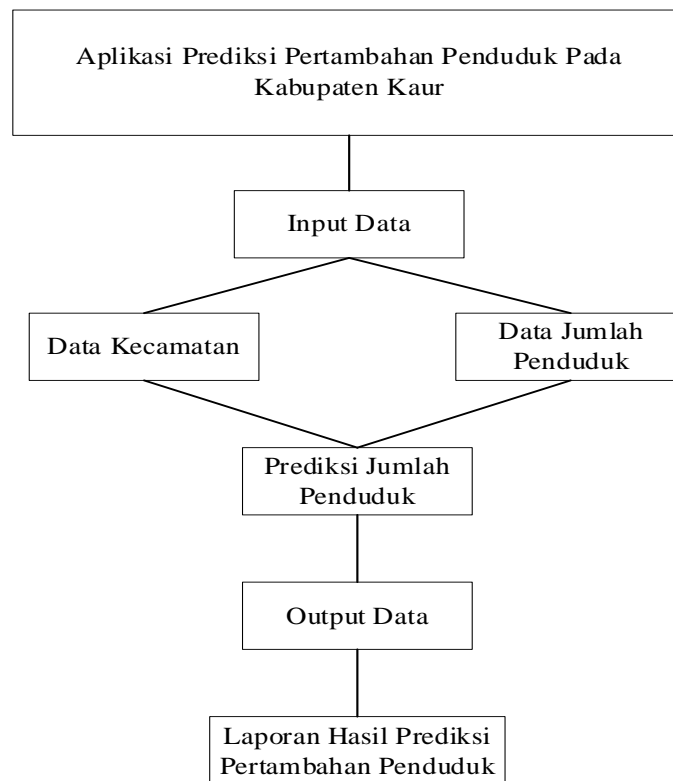 Aplikasi Prediksi Pertambahan Penduduk Pada
Kabupaten Kaur
Input Data
Data Kecamatan
Data Jumlah
Penduduk
Prediksi Jumlah
Penduduk
Output Data
Laporan Hasil Prediksi
Pertambahan Penduduk